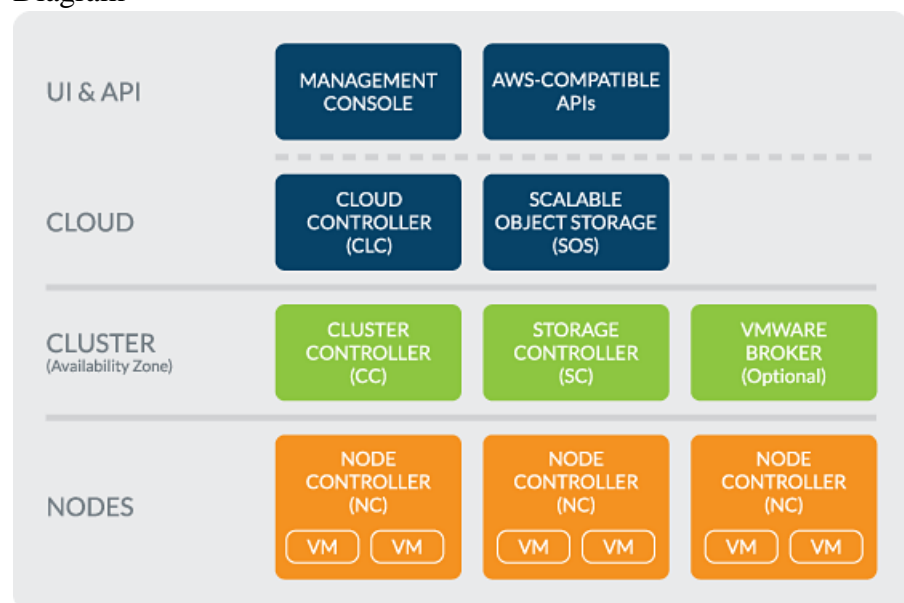 Diagram
UI & API
MANAGEMENT
CONSOLE
AWS-COMPATIBLE
APIs
CLOUD
CLOUD
CONTROLLER
(CLC)
SCALABLE
OBJECT STORAGE
(SOS)
CLUSTER
(Availability Zone)
CLUSTER
CONTROLLER
(CC)
STORAGE
CONTROLLER
(SC)
VMWARE
BROKER
(Optional)
NODES
NODE
CONTROLLER
(NC)
VM VM
NODE
CONTROLLER
(NC)
VM VM
NODE
CONTROLLER
(NC)
VM VM